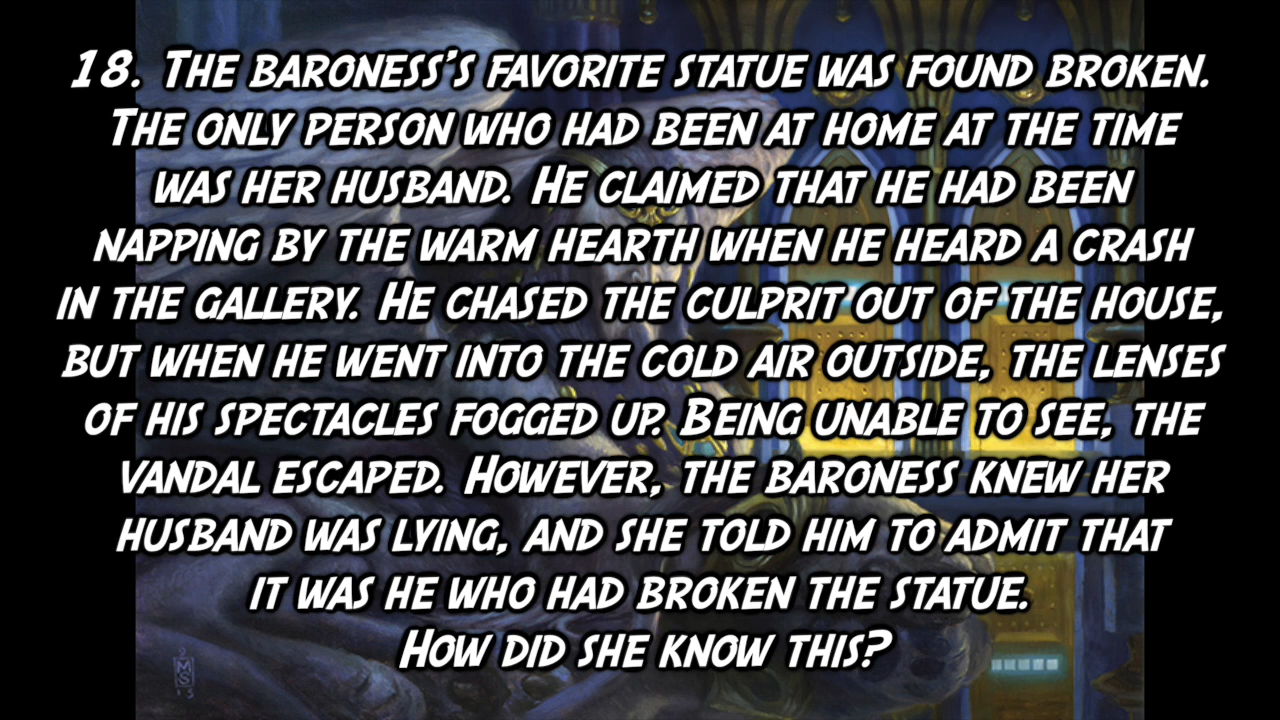 18. The baroness's favorite statue was found broken.
The only person who had been at home at the time
was her husband. He claimed that he had been
napping by the warm hearth when he heard a crash
in the gallery. He chased the culprit out of the house,
but when he went into the cold air outside, the lenses
of his spectacles fogged up. Being unable to see, the
vandal escaped. However, the baroness knew her
husband was lying, and she told him to admit that
it was he who had broken the statue.
How did she know this?
MS